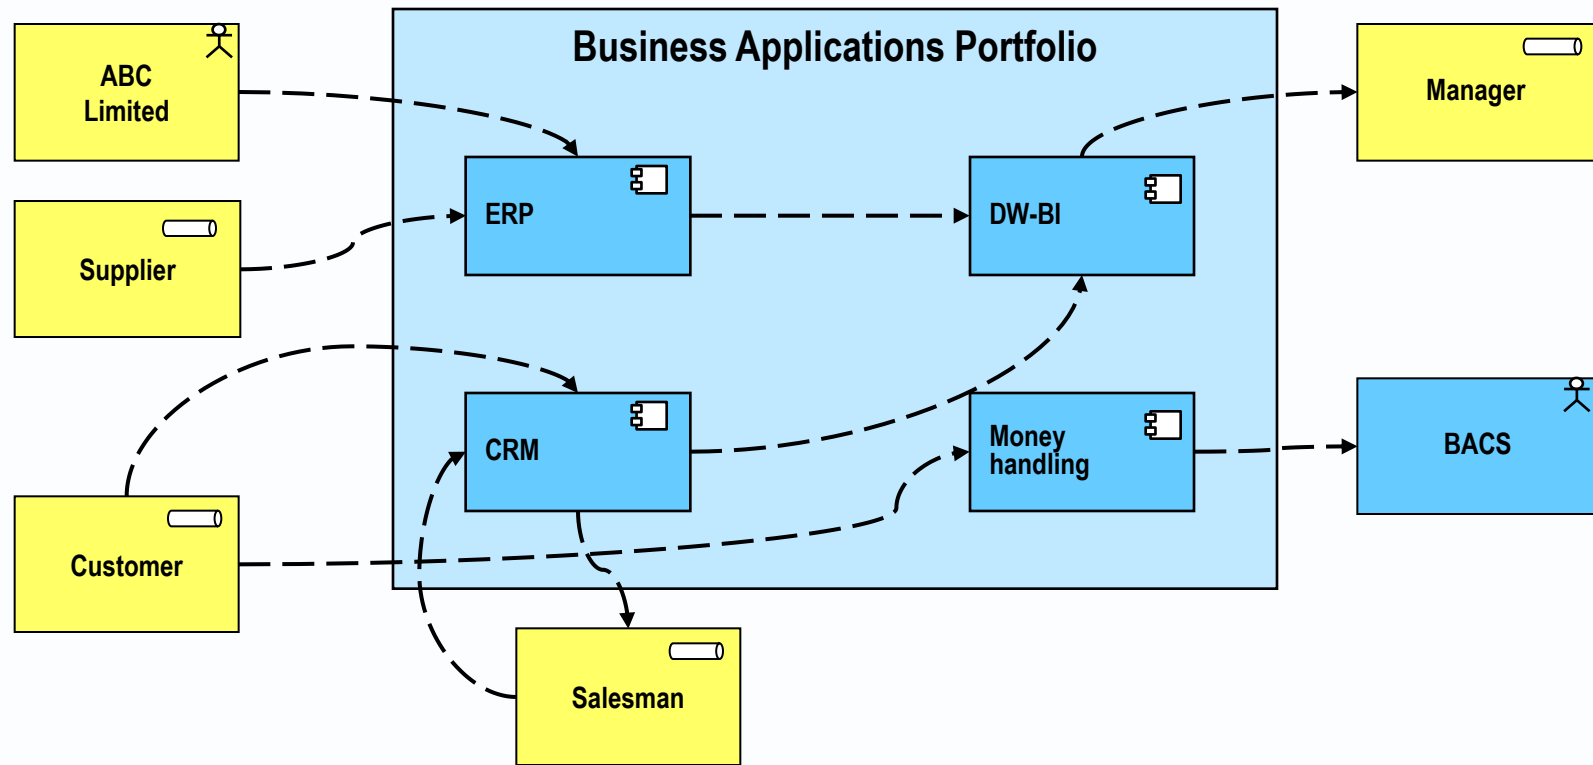 Business Applications Portfolio
ABC
Limited
Manager
ERP
DW-BI
Supplier
CRM
Money
handling
BACS
Customer
Salesman